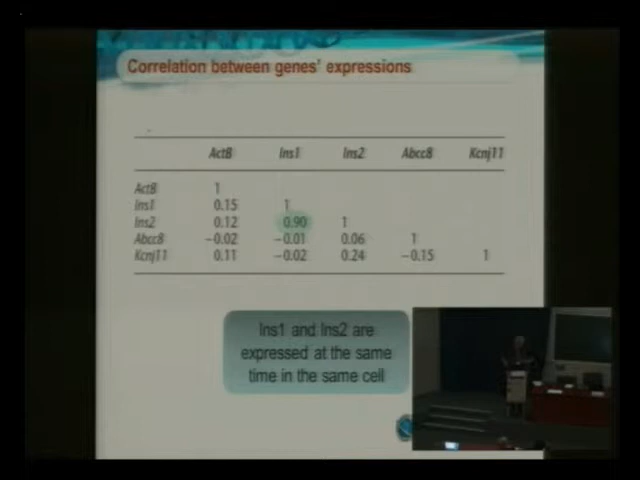 Correlation between genes' expressions
ActB Ins1 Ins2 Abcc8 Kcnj11
ActB 1
Ins1 0.15 1
Ins2 0.12 0.90 1
Abcc8 −0.02 −0.01 0.06 1
Kcnj11 0.11 −0.02 0.24 −0.15 1
Ins1 and Ins2 are
expressed at the same
time in the same cell